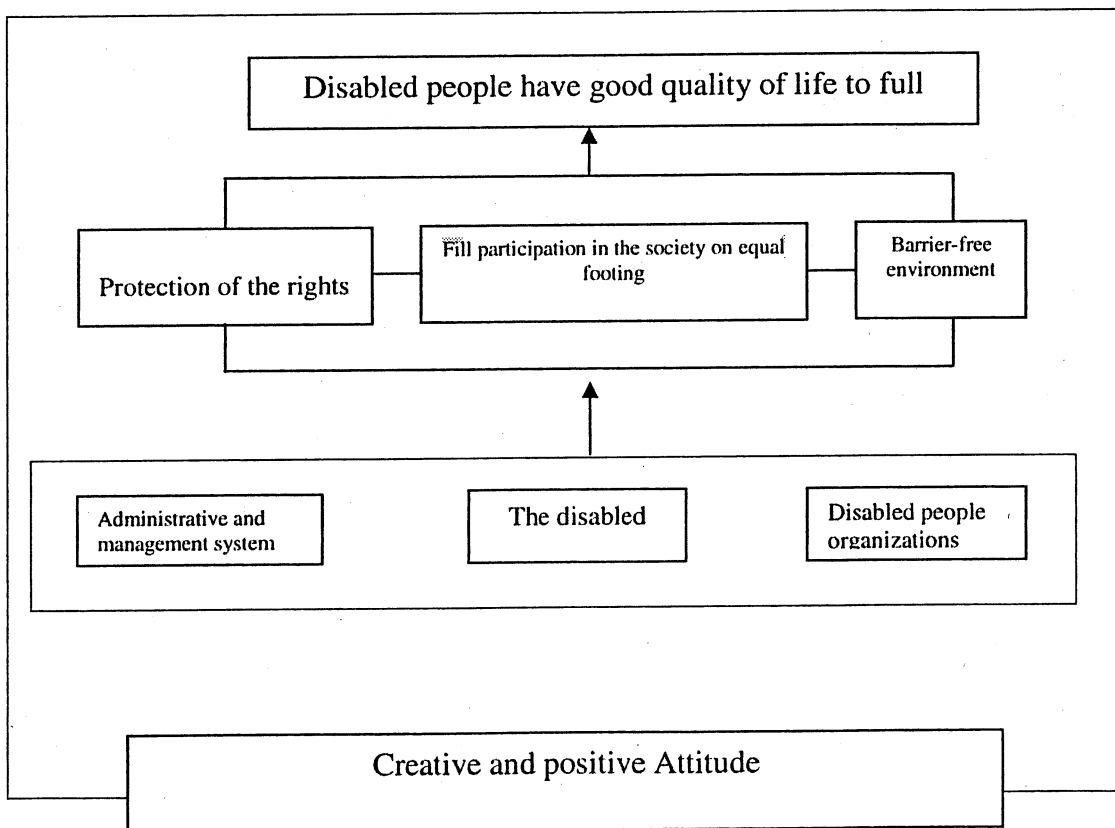 Disabled people have good quality of life to full
Protection of the rights
Fill participation in the society on equal
footing
Barrier-free
environment
Administrative and
management system
The disabled
Disabled people
organizations
Creative and positive Attitude